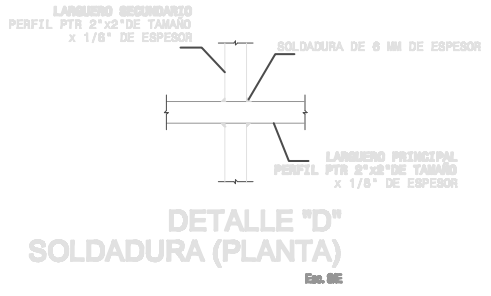 LARGUERO SECUNDARIO
PERFIL PTR 2"x2"DE TAMAÑO
x 1/8" DE ESPESOR
SOLDADURA DE 6 MM DE ESPESOR
LARGUERO PRINCIPAL
PERFIL PTR 2"x2"DE TAMAÑO
x 1/8" DE ESPESOR
DETALLE "D"
SOLDADURA (PLANTA)
Esc. S/E